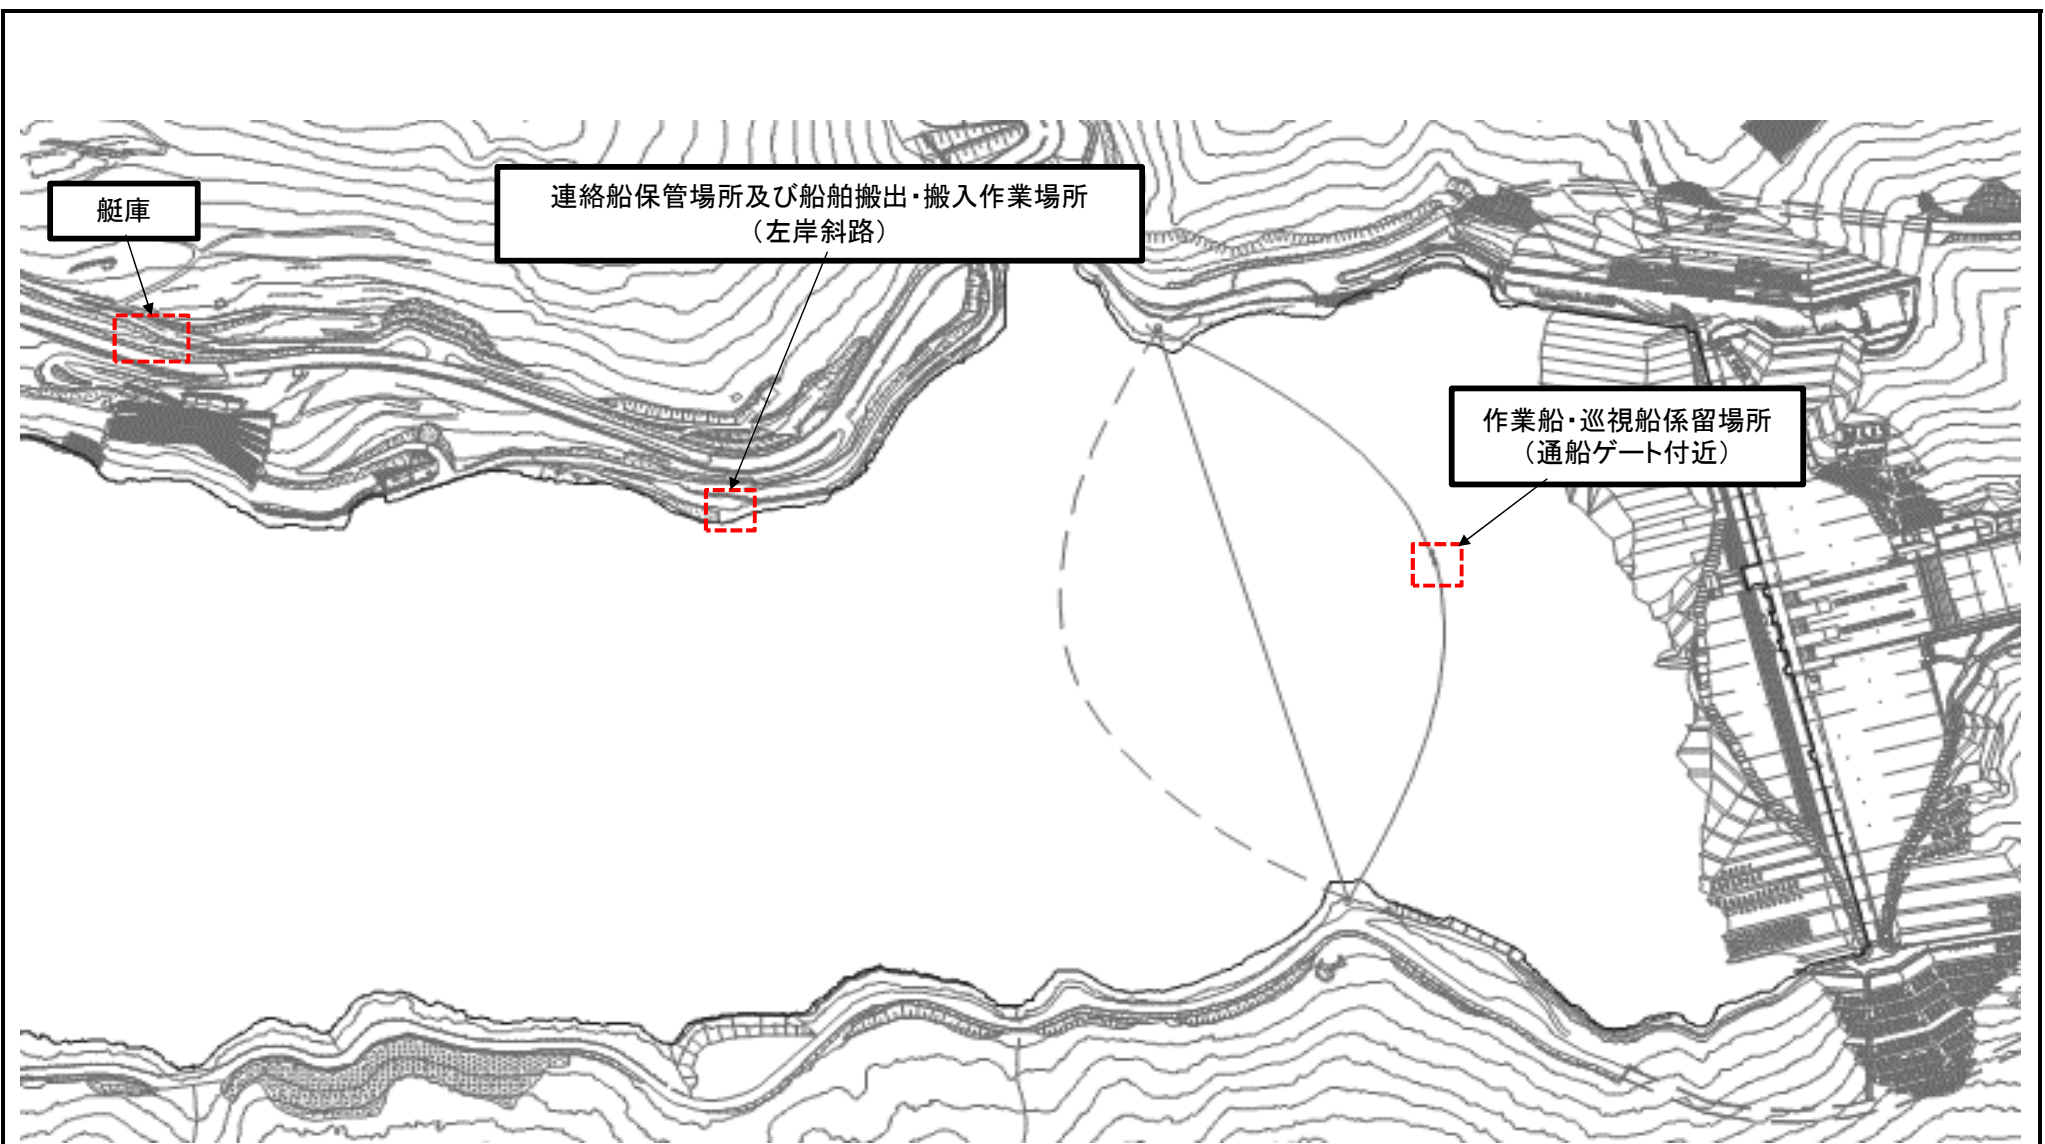 艇庫
連絡船保管場所及び船舶搬出・搬入作業場所
（左岸斜路）
作業船・巡視船係留場所
（通船ゲート付近）